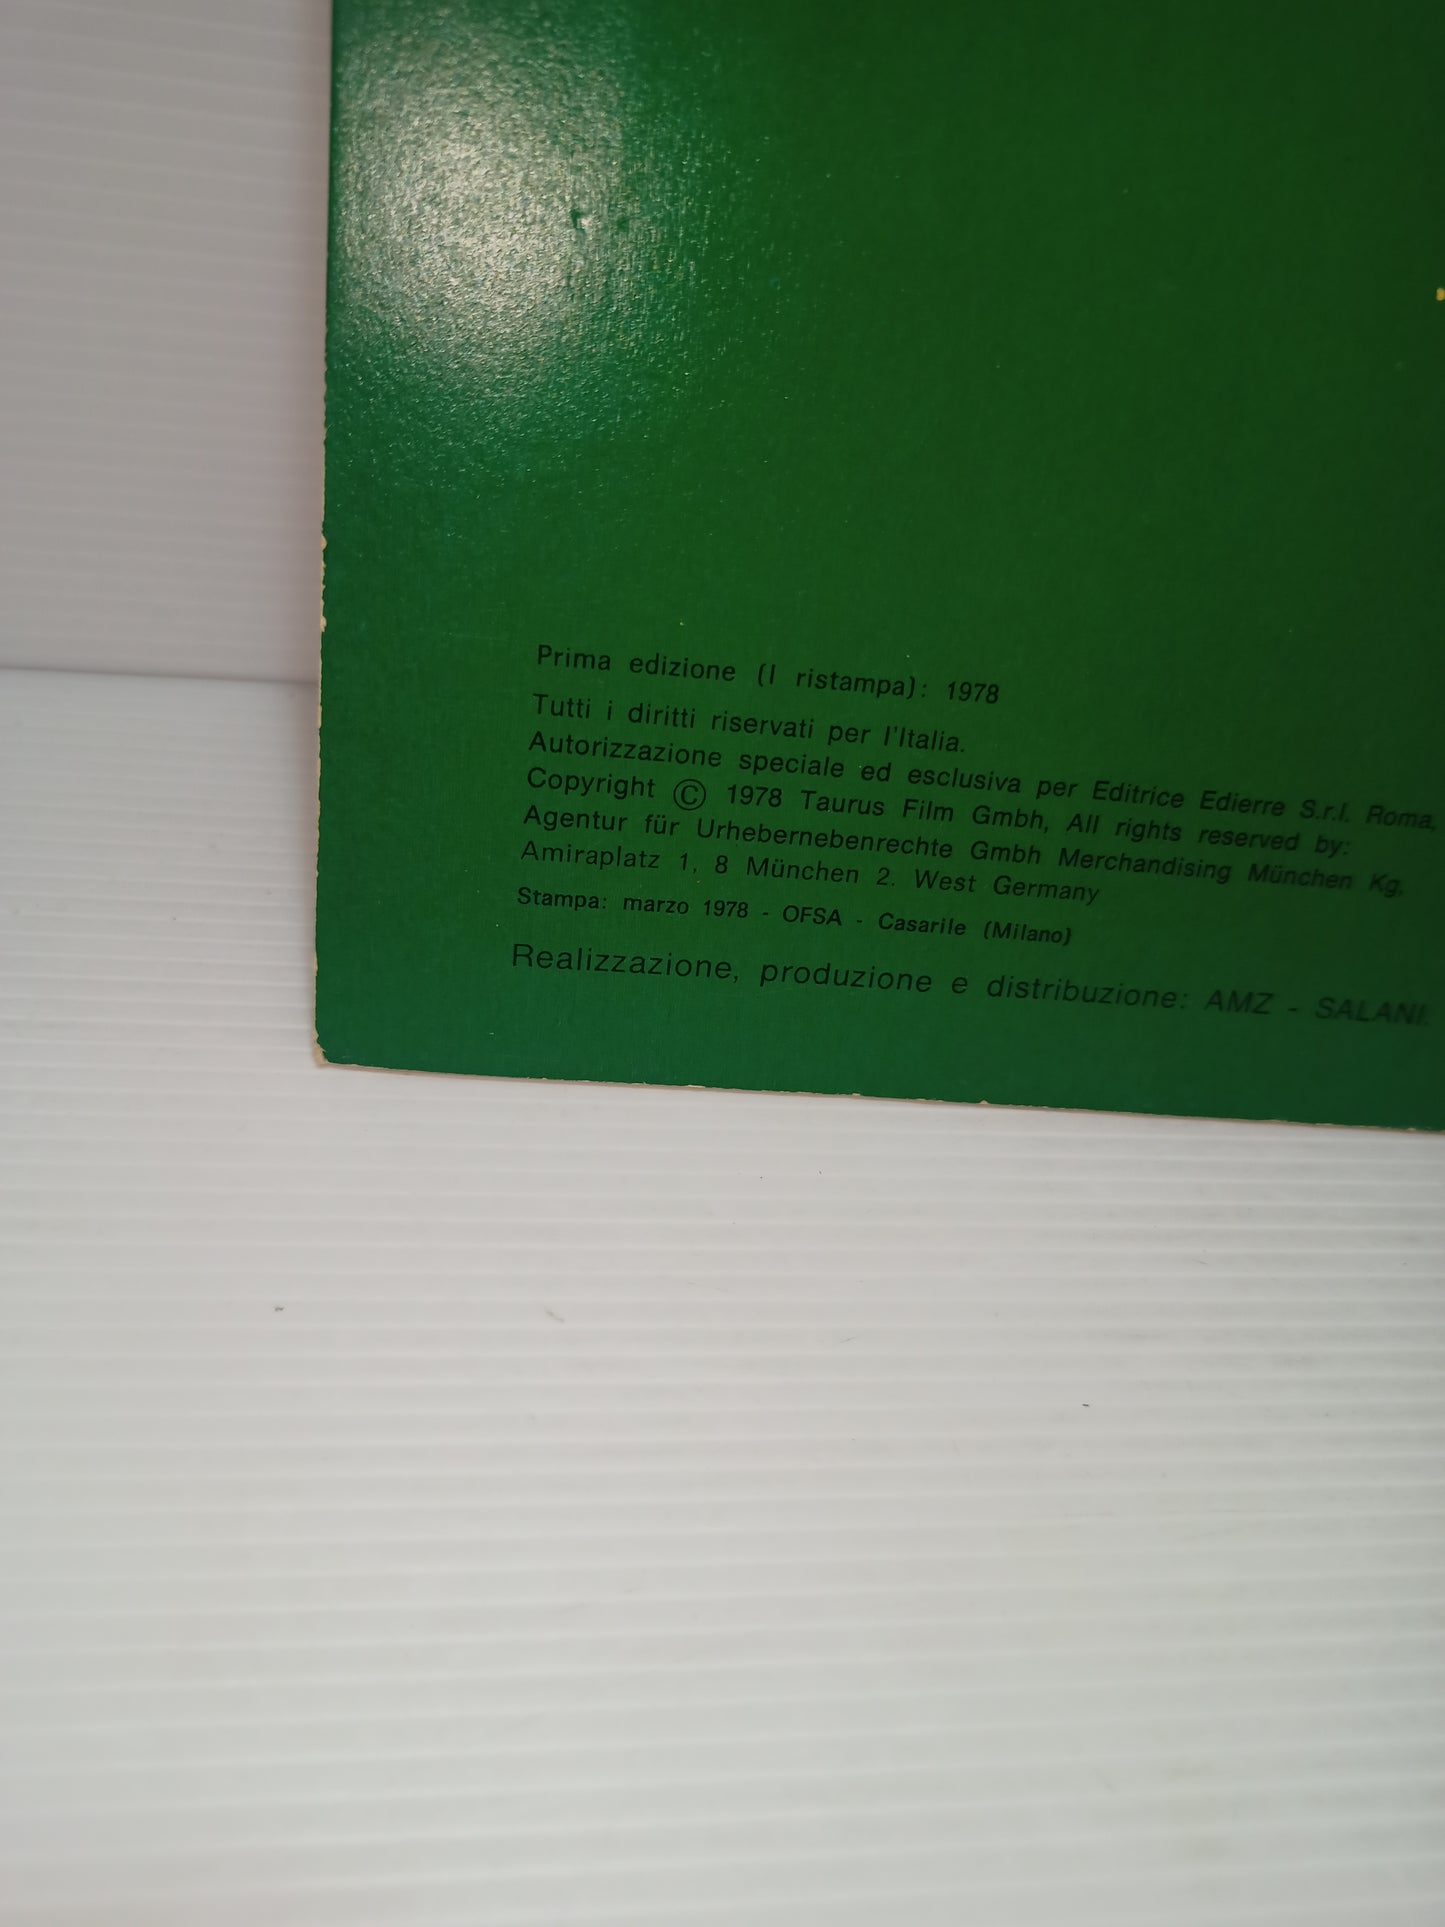 Prima edizione (I ristampa): 1978
Tutti i diritti riservati per l'Italia.
Autorizzazione speciale ed esclusiva per Editrice Edierre S.r.l. Roma,
Copyright © 1978 Taurus Film Gmbh, All rights reserved by:
Agentur für Urhebernebenrechte Gmbh Merchandising München Kg,
Amiraplatz 1, 8 München 2. West Germany
Stampa: marzo 1978 - OFSA - Casarile (Milano)
Realizzazione, produzione e distribuzione: AMZ - SALANI.